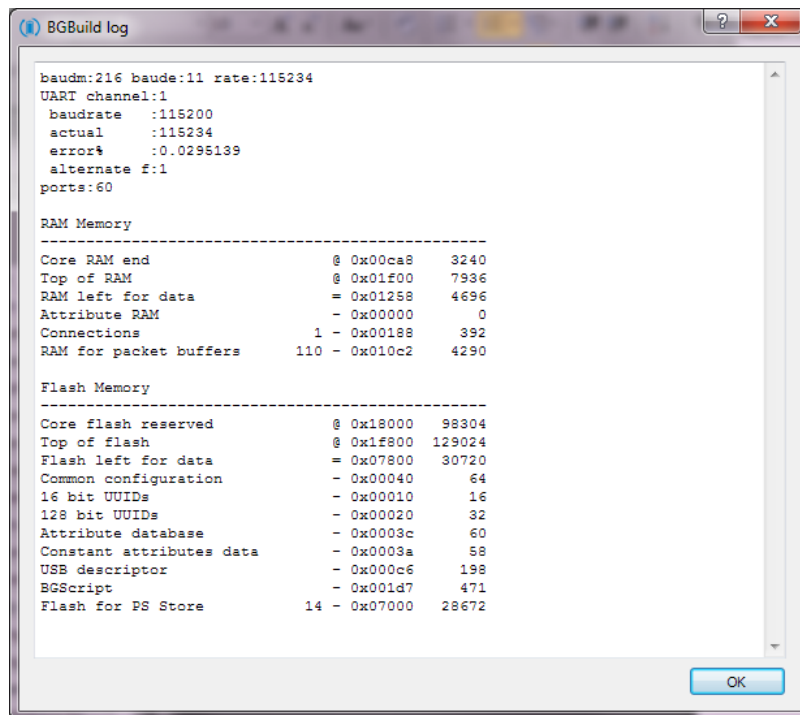 BGBuild log
baudm:216 baude:11 rate:115234
UART channel:1
baudrate :115200
actual :115234
error% :0.0295139
alternate f:1
ports:60
RAM Memory
-------------------------------------------------
Core RAM end @ 0x00ca8 3240
Top of RAM @ 0x01f00 7936
RAM left for data = 0x01258 4696
Attribute RAM - 0x00000 0
Connections 1 - 0x00188 392
RAM for packet buffers 110 - 0x010c2 4290
Flash Memory
-------------------------------------------------
Core flash reserved @ 0x18000 98304
Top of flash @ 0x1f800 129024
Flash left for data = 0x07800 30720
Common configuration - 0x00040 64
16 bit UUIDs - 0x00010 16
128 bit UUIDs - 0x00020 32
Attribute database - 0x0003c 60
Constant attributes data - 0x0003a 58
USB descriptor - 0x000c6 198
BGScript - 0x001d7 471
Flash for PS Store 14 - 0x07000 28672
OK